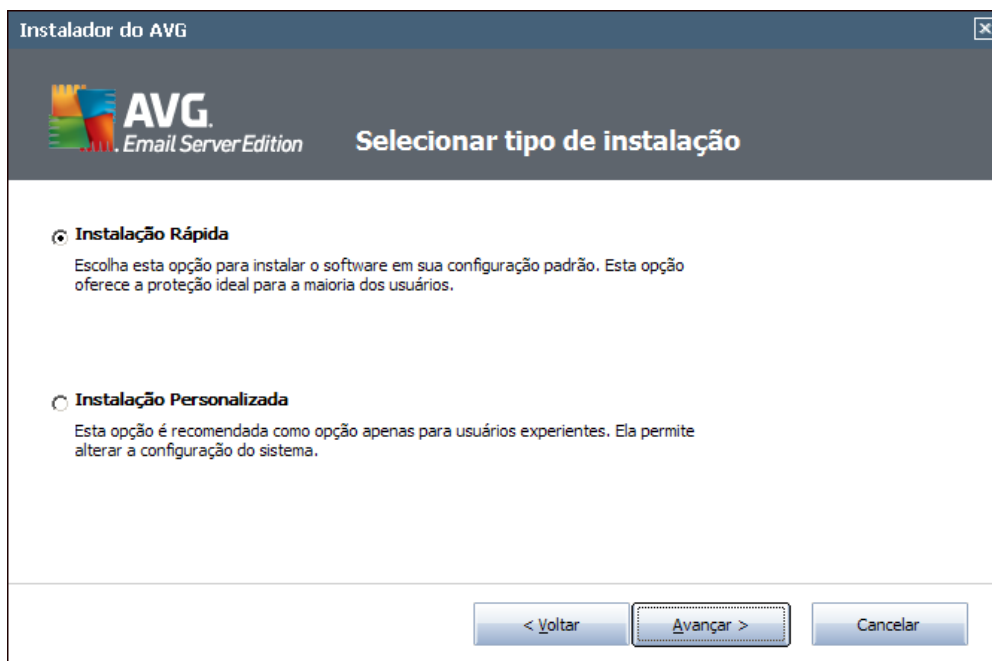 Instalador do AVG
AVG.
Email Server Edition
Selecionar tipo de instalação
Instalação Rápida
Escolha esta opção para instalar o software em sua configuração padrão. Esta opção
oferece a proteção ideal para a maioria dos usuários.
Instalação Personalizada
Esta opção é recomendada como opção apenas para usuários experientes. Ela permite
alterar a configuração do sistema.
< Voltar
Avançar >
Cancelar